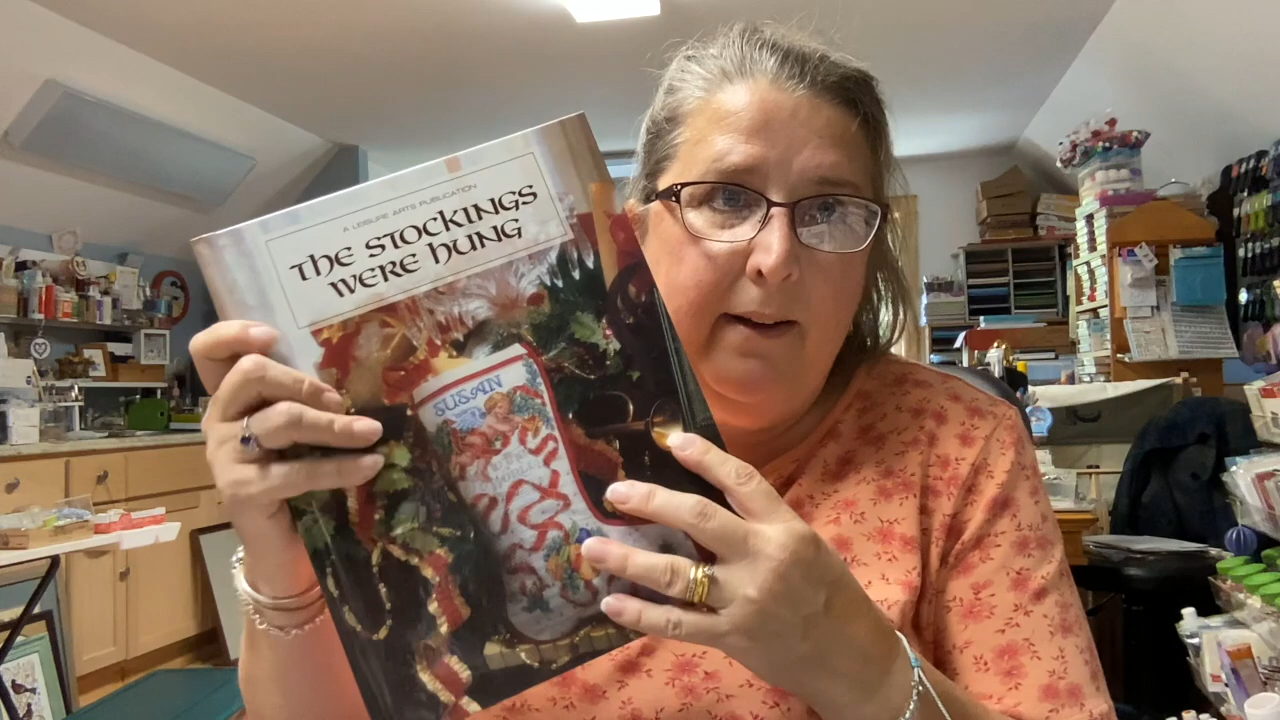 A LEISURE ARTS PUBLICATION
THE STOCKINGS
WERE HUNG
SUSAN